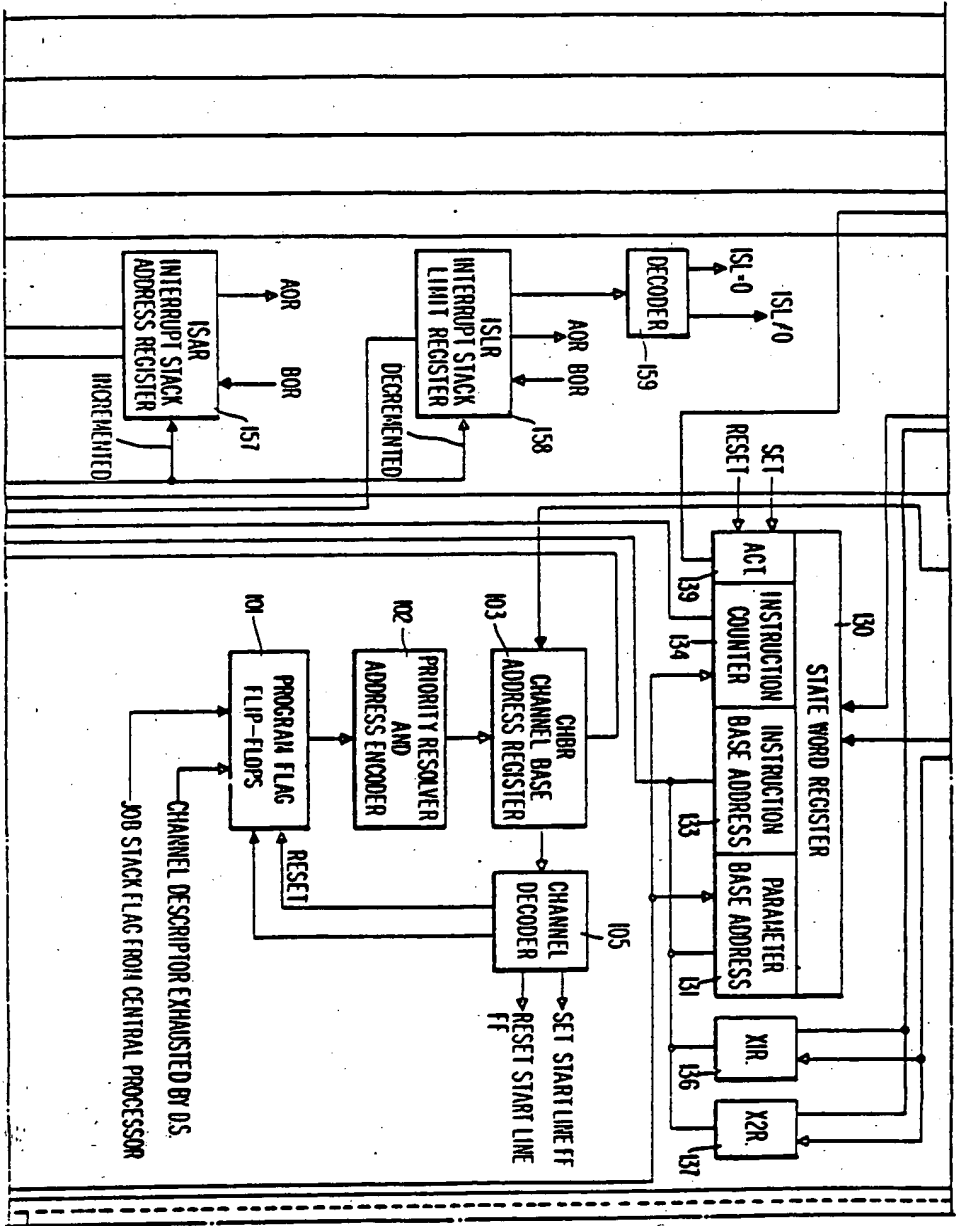 ISL=0
ISL≠0
DECODER
159
AOR
BOR
ISLR
INTERRUPT STACK
LIMIT REGISTER
158
DECREMENTED
AOR
BOR
ISAR
INTERRUPT STACK
ADDRESS REGISTER
157
INCREMENTED
130
STATE WORD REGISTER
SET
RESET
ACT
139
INSTRUCTION
COUNTER
134
INSTRUCTION
BASE ADDRESS
133
PARAMETER
BASE ADDRESS
131
X1R.
136
X2R.
137
CHBR
CHANNEL BASE
ADDRESS REGISTER
103
CHANNEL
DECODER
105
SET START LINE FF
RESET START LINE
FF
PRIORITY RESOLVER
AND
ADDRESS ENCODER
102
PROGRAM FLAG
FLIP-FLOPS
101
RESET
CHANNEL DESCRIPTOR EXHAUSTED BY D.S.
JOB STACK FLAG FROM CENTRAL PROCESSOR